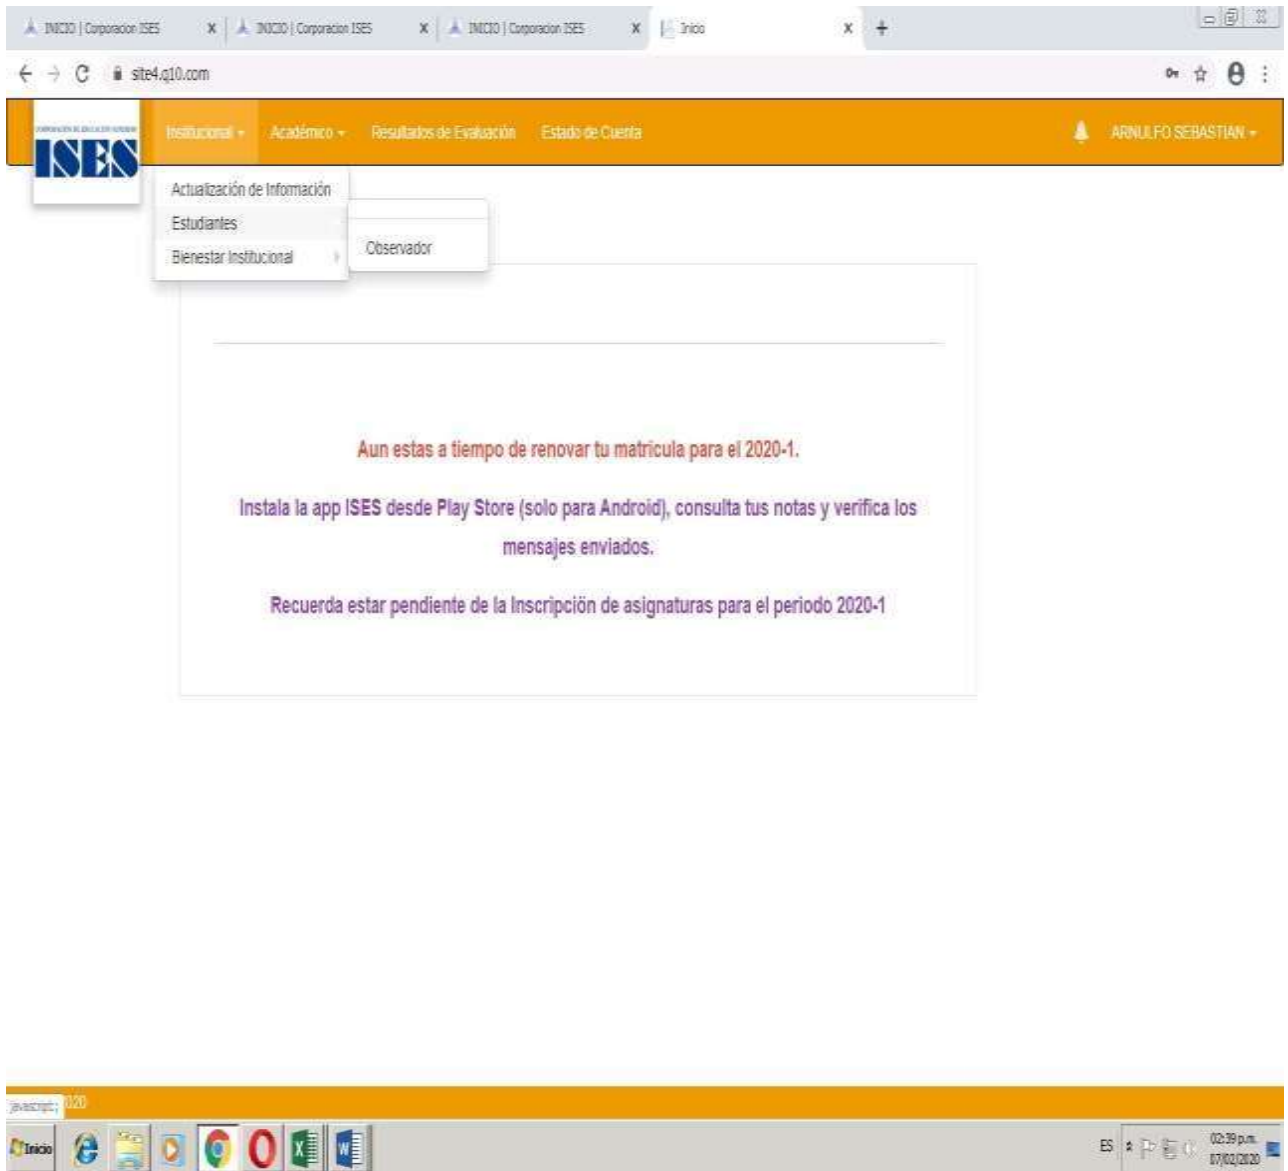 INICIO | Corporacion ISES
INICIO | Corporacion ISES
INICIO | Corporacion ISES
Inicio
site4.q10.com
ISES
Institucional
Académico
Resultados de Evaluación
Estado de Cuenta
ARNULFO SEBASTIAN
Actualización de Información
Estudiantes
Bienestar Institucional
Observador
Aun estas a tiempo de renovar tu matricula para el 2020-1.
Instala la app ISES desde Play Store (solo para Android), consulta tus notas y verifica los
mensajes enviados.
Recuerda estar pendiente de la Inscripción de asignaturas para el periodo 2020-1
javascript:;
2020
Inicio
ES
02:39 p.m.
07/02/2020